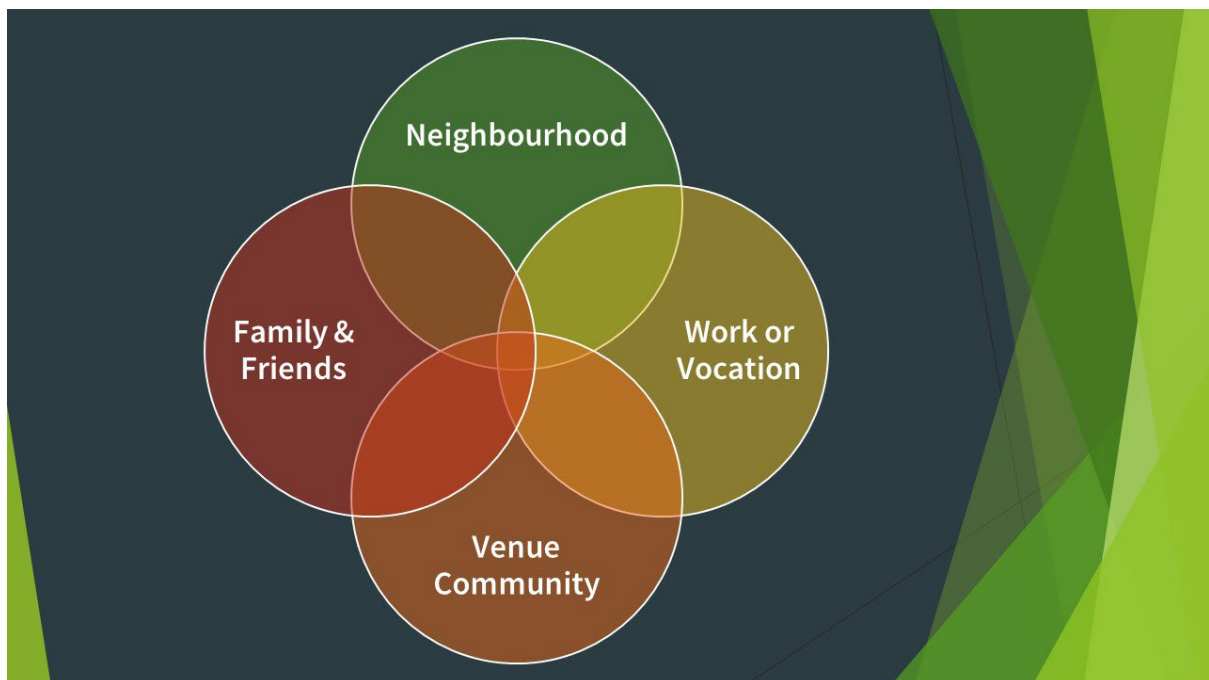 Neighbourhood
Family &
Friends
Work or
Vocation
Venue
Community